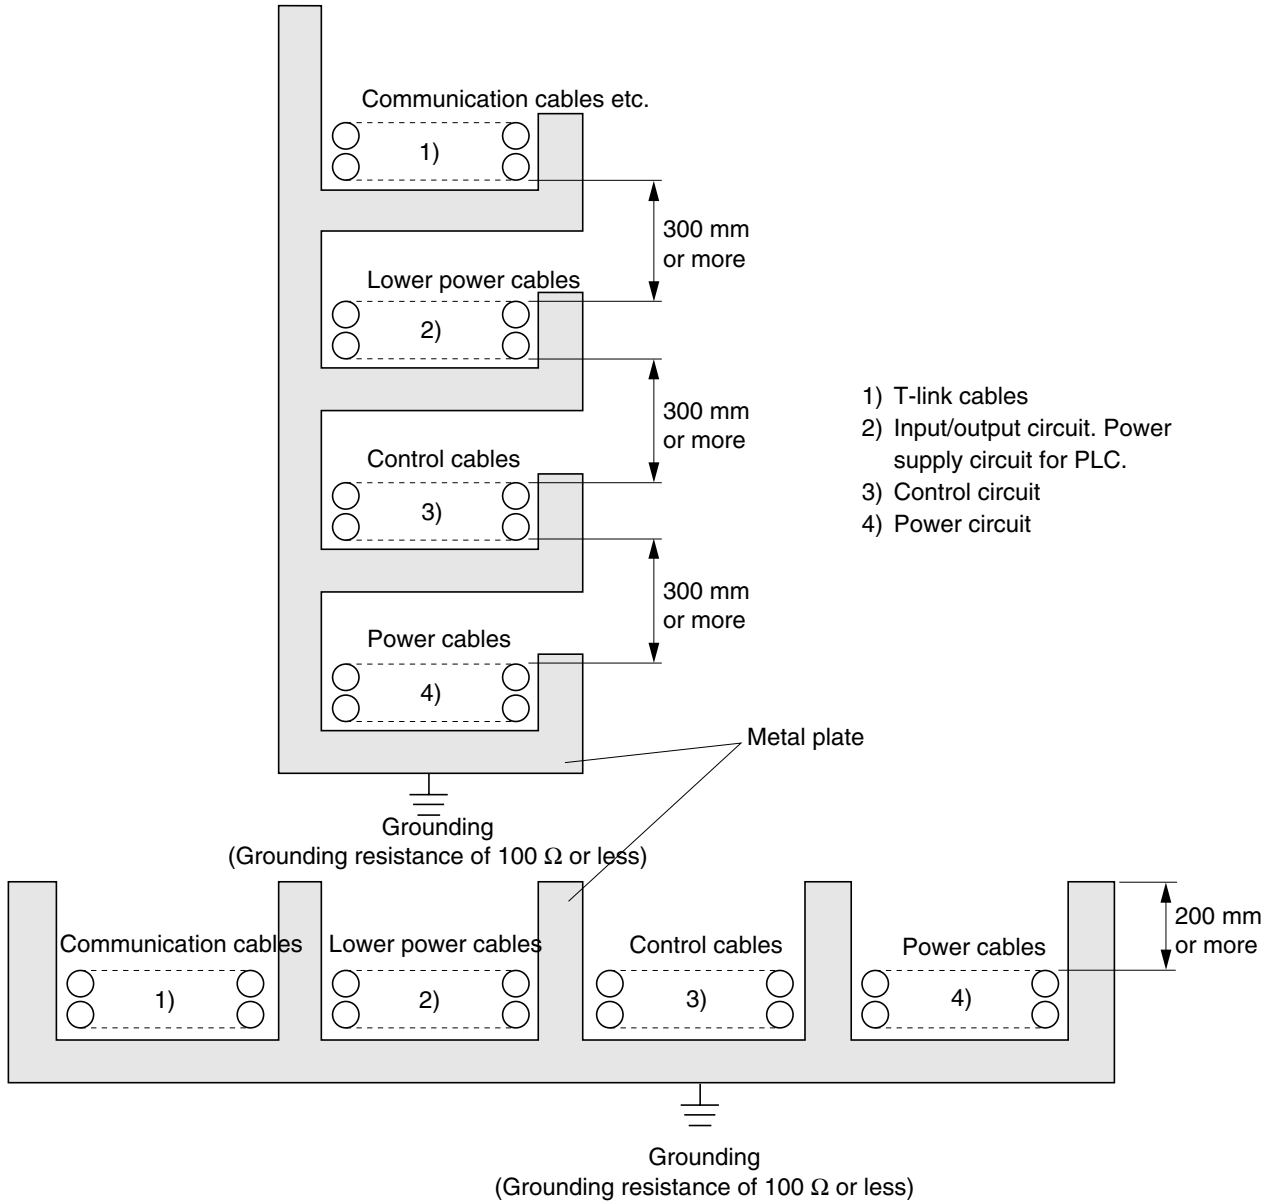 Communication cables etc.
1)
300 mm
or more
Lower power cables
2)
300 mm
or more
Control cables
3)
300 mm
or more
Power cables
4)
1) T-link cables
2) Input/output circuit. Power
supply circuit for PLC.
3) Control circuit
4) Power circuit
Metal plate
Grounding
(Grounding resistance of 100 Ω or less)
Communication cables
Lower power cables
Control cables
Power cables
200 mm
or more
1)
2)
3)
4)
Grounding
(Grounding resistance of 100 Ω or less)